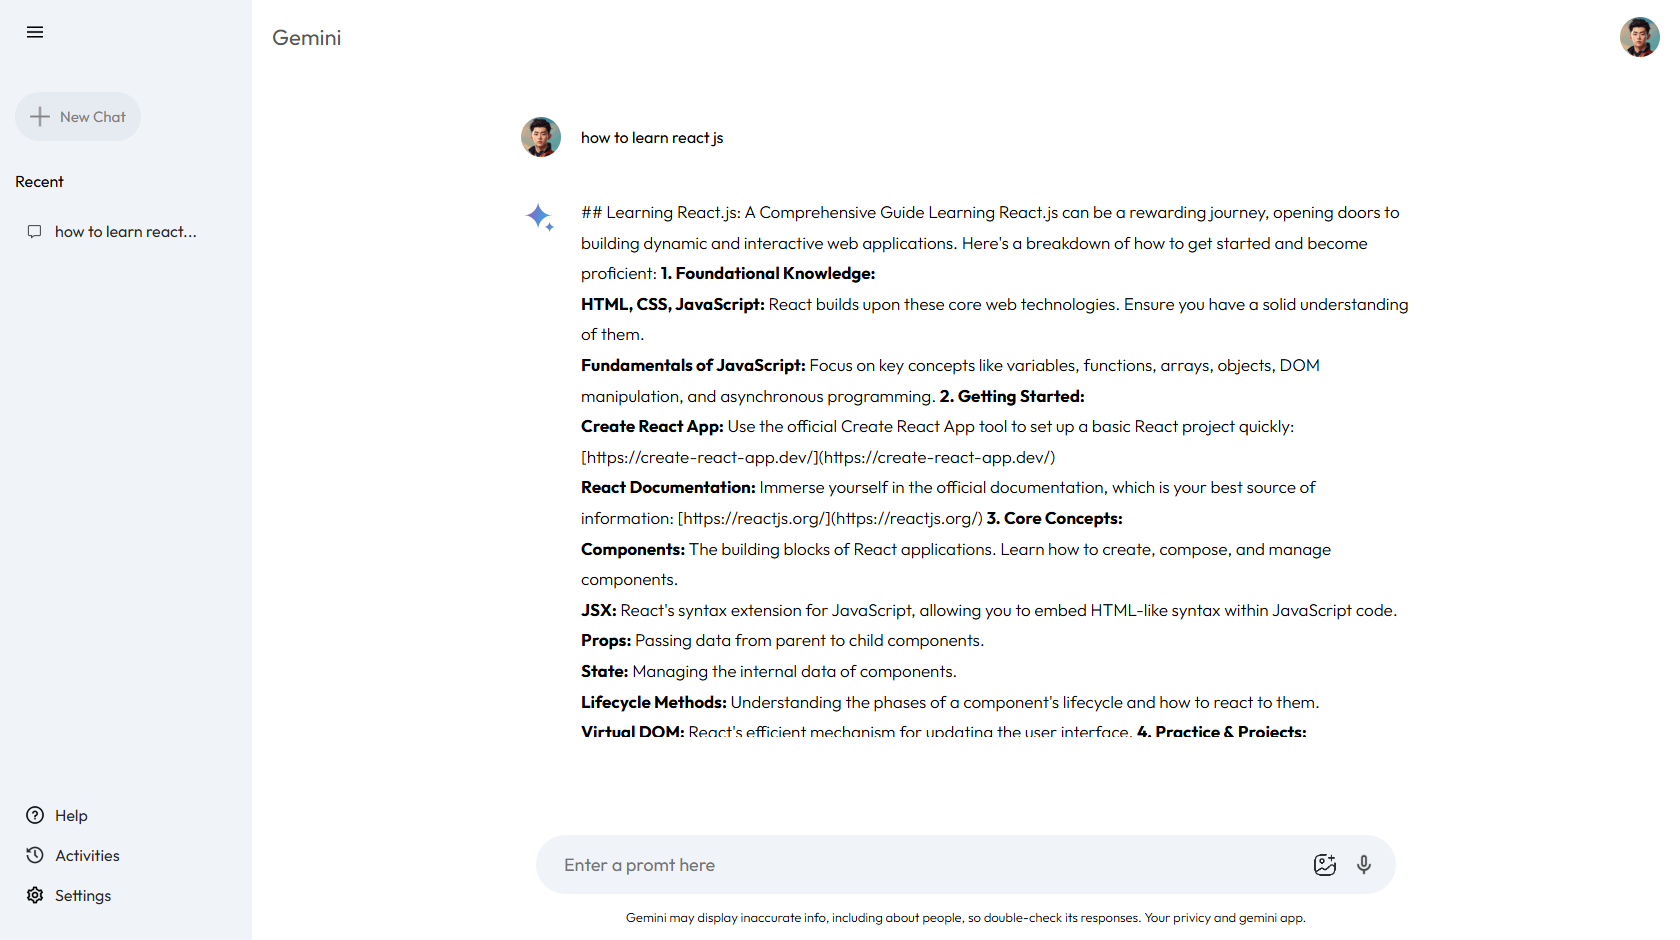 Gemini
New Chat
Recent
how to learn react...
Help
Activities
Settings
how to learn react js
## Learning React.js: A Comprehensive Guide Learning React.js can be a rewarding journey, opening doors to
building dynamic and interactive web applications. Here's a breakdown of how to get started and become
proficient: 1. Foundational Knowledge:
HTML, CSS, JavaScript: React builds upon these core web technologies. Ensure you have a solid understanding
of them.
Fundamentals of JavaScript: Focus on key concepts like variables, functions, arrays, objects, DOM
manipulation, and asynchronous programming. 2. Getting Started:
Create React App: Use the official Create React App tool to set up a basic React project quickly:
[https://create-react-app.dev/](https://create-react-app.dev/)
React Documentation: Immerse yourself in the official documentation, which is your best source of
information: [https://reactjs.org/](https://reactjs.org/) 3. Core Concepts:
Components: The building blocks of React applications. Learn how to create, compose, and manage
components.
JSX: React's syntax extension for JavaScript, allowing you to embed HTML-like syntax within JavaScript code.
Props: Passing data from parent to child components.
State: Managing the internal data of components.
Lifecycle Methods: Understanding the phases of a component's lifecycle and how to react to them.
Virtual DOM: React's efficient mechanism for updating the user interface. 4. Practice & Projects:
Enter a promt here
Gemini may display inaccurate info, including about people, so double-check its responses. Your privacy and gemini app.